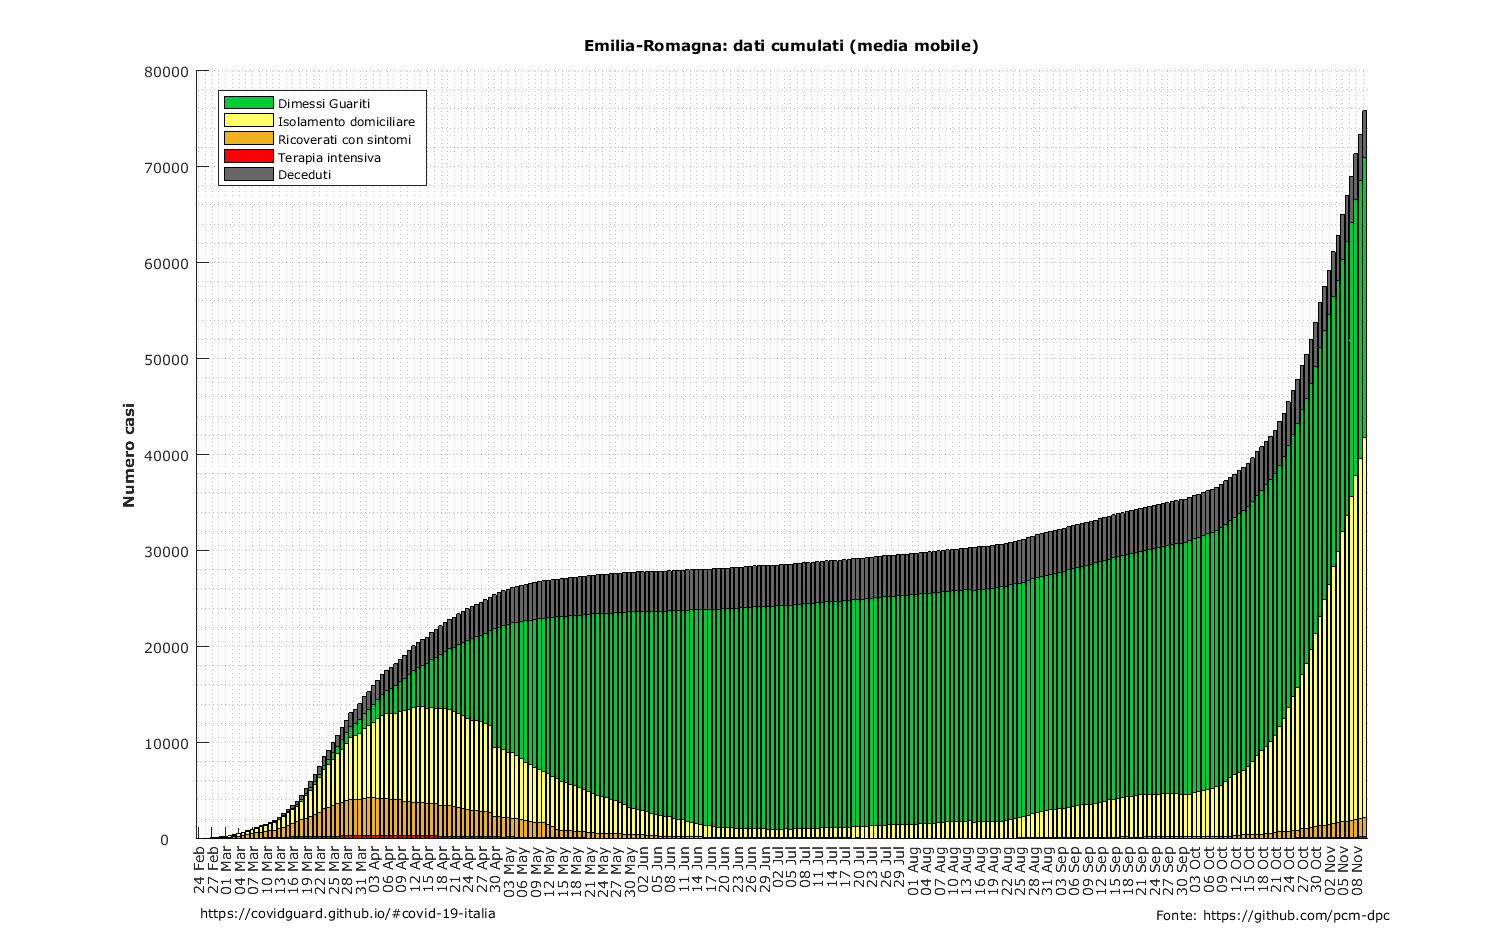 Emilia-Romagna: dati cumulati (media mobile)
80000
70000
60000
50000
40000
30000
20000
10000
0
Numero casi
Dimessi Guariti
Isolamento domiciliare
Ricoverati con sintomi
Terapia intensiva
Deceduti
24 Feb
27 Feb
01 Mar
04 Mar
07 Mar
10 Mar
13 Mar
16 Mar
19 Mar
22 Mar
25 Mar
28 Mar
31 Mar
03 Apr
06 Apr
09 Apr
12 Apr
15 Apr
18 Apr
21 Apr
24 Apr
27 Apr
30 Apr
03 May
06 May
09 May
12 May
15 May
18 May
21 May
24 May
27 May
30 May
02 Jun
05 Jun
08 Jun
11 Jun
14 Jun
17 Jun
20 Jun
23 Jun
26 Jun
29 Jun
02 Jul
05 Jul
08 Jul
11 Jul
14 Jul
17 Jul
20 Jul
23 Jul
26 Jul
29 Jul
01 Aug
04 Aug
07 Aug
10 Aug
13 Aug
16 Aug
19 Aug
22 Aug
25 Aug
28 Aug
31 Aug
03 Sep
06 Sep
09 Sep
12 Sep
15 Sep
18 Sep
21 Sep
24 Sep
27 Sep
30 Sep
03 Oct
06 Oct
09 Oct
12 Oct
15 Oct
18 Oct
21 Oct
24 Oct
27 Oct
30 Oct
02 Nov
05 Nov
08 Nov
https://covidguard.github.io/#covid-19-italia
Fonte: https://github.com/pcm-dpc